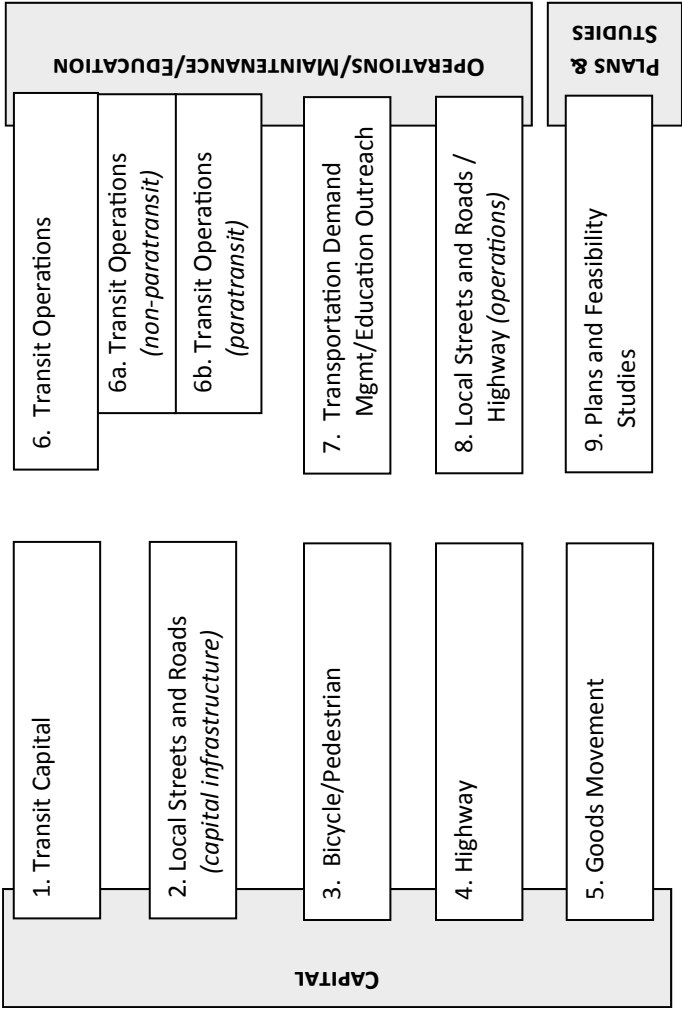 CAPITAL
1. Transit Capital
2. Local Streets and Roads
(capital infrastructure)
3. Bicycle/Pedestrian
4. Highway
5. Goods Movement
OPERATIONS/MAINTENANCE/EDUCATION
6. Transit Operations
6a. Transit Operations
(non-paratransit)
6b. Transit Operations
(paratransit)
7. Transportation Demand
Mgmt/Education Outreach
8. Local Streets and Roads /
Highway (operations)
PLANS &
STUDIES
9. Plans and Feasibility
Studies